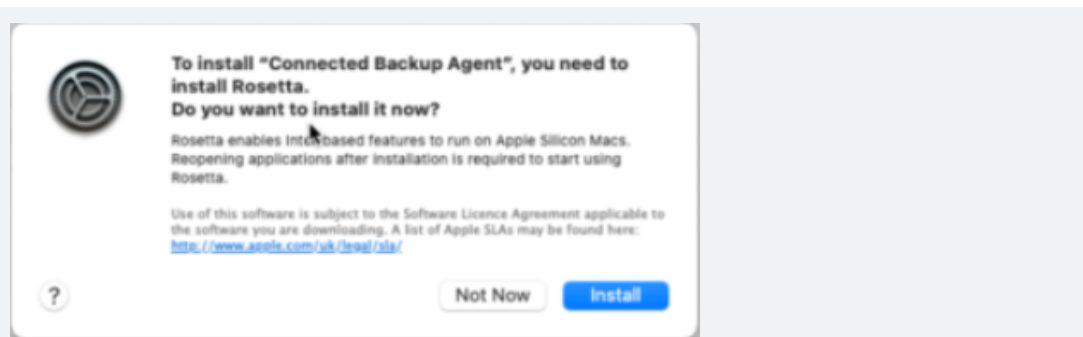 To install “Connected Backup Agent”, you need to
install Rosetta.
Do you want to install it now?
Rosetta enables Intel-based features to run on Apple Silicon Macs.
Reopening applications after installation is required to start using
Rosetta.
Use of this software is subject to the Software Licence Agreement applicable to
the software you are downloading. A list of Apple SLAs may be found here:
http://www.apple.com/uk/legal/sla/
? Not Now Install